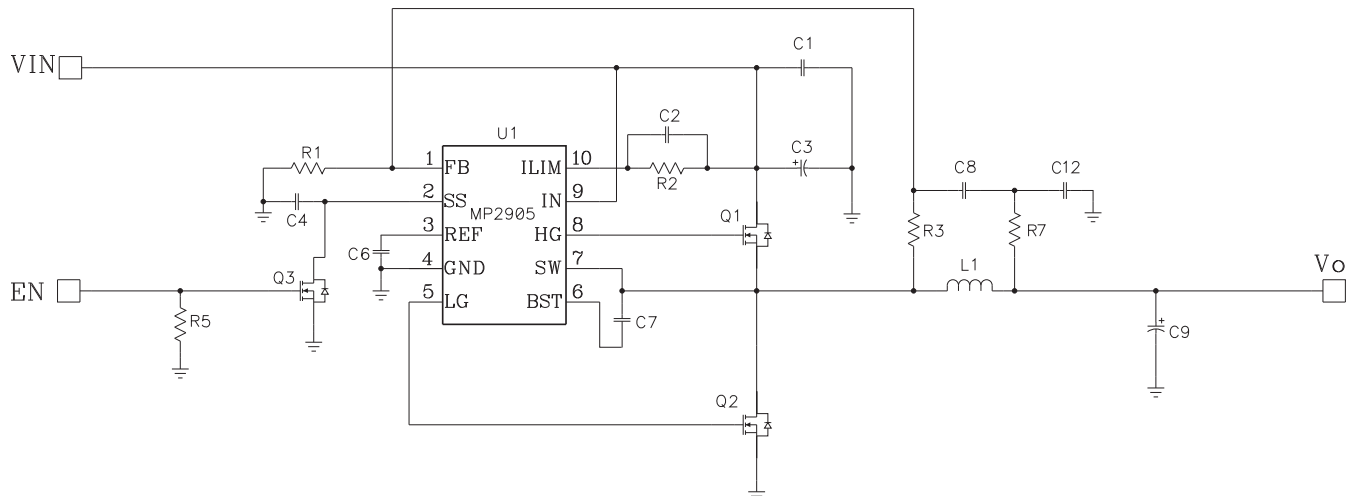 VIN
C1
C2
U1
C3
R1
1 FB
ILIM 10
R2
C8
C12
2 SS
IN 9
C4
MP2905
Q1
3 REF
HG 8
R3
R7
C6
4 GND
SW 7
L1
Vo
Q3
EN
5 LG
BST 6
R5
C7
C9
Q2